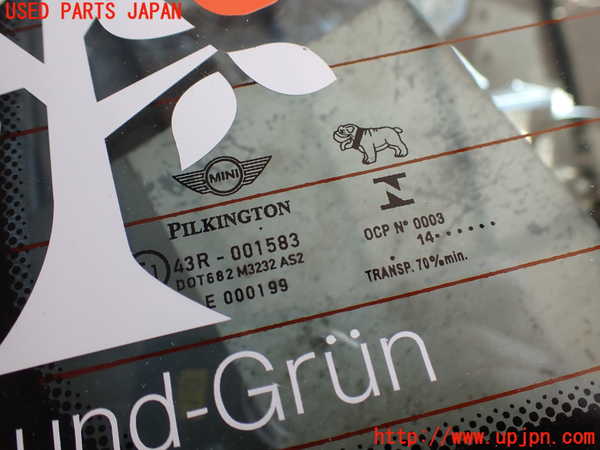 USED PARTS JAPAN
MINI
PILKINGTON
43R - 001583
DOT682 M3232 AS2
E 000199
OCP Nº 0003
14-......
TRANSP. 70% min.
und-Grün
http://www.upjpn.com